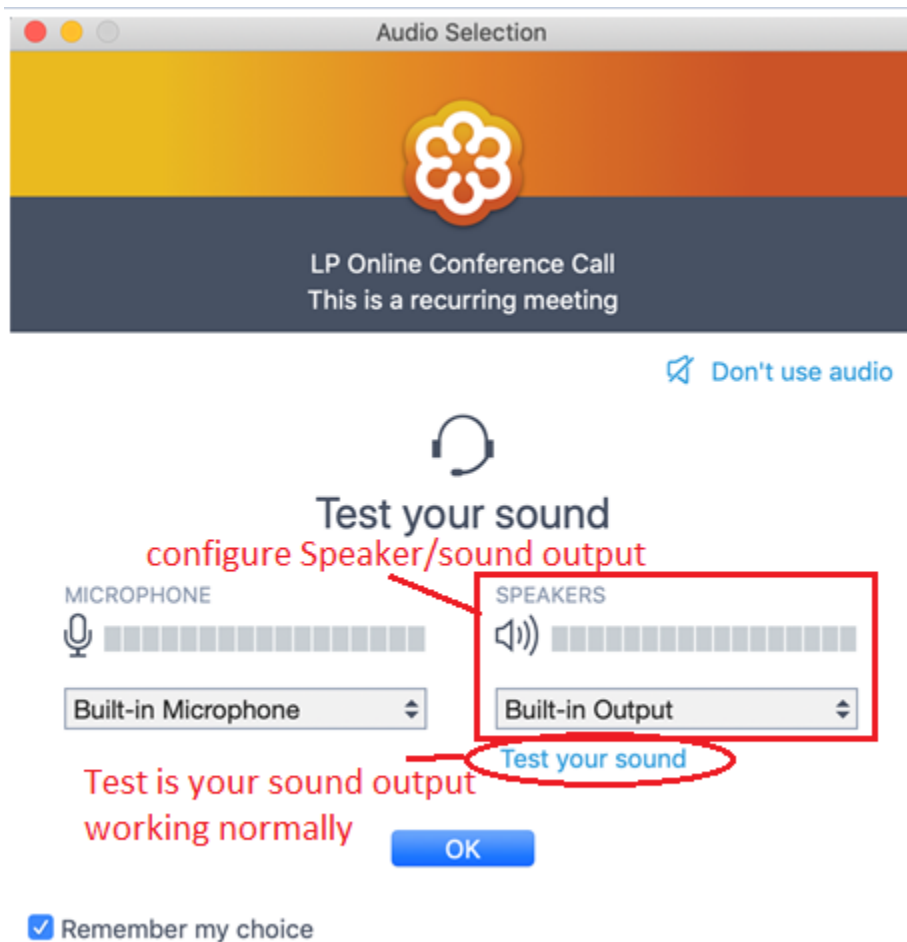 Audio Selection
LP Online Conference Call
This is a recurring meeting
Don't use audio
Test your sound
configure Speaker/sound output
MICROPHONE
SPEAKERS
Built-in Microphone
Built-in Output
Test your sound
Test is your sound output
working normally
OK
Remember my choice